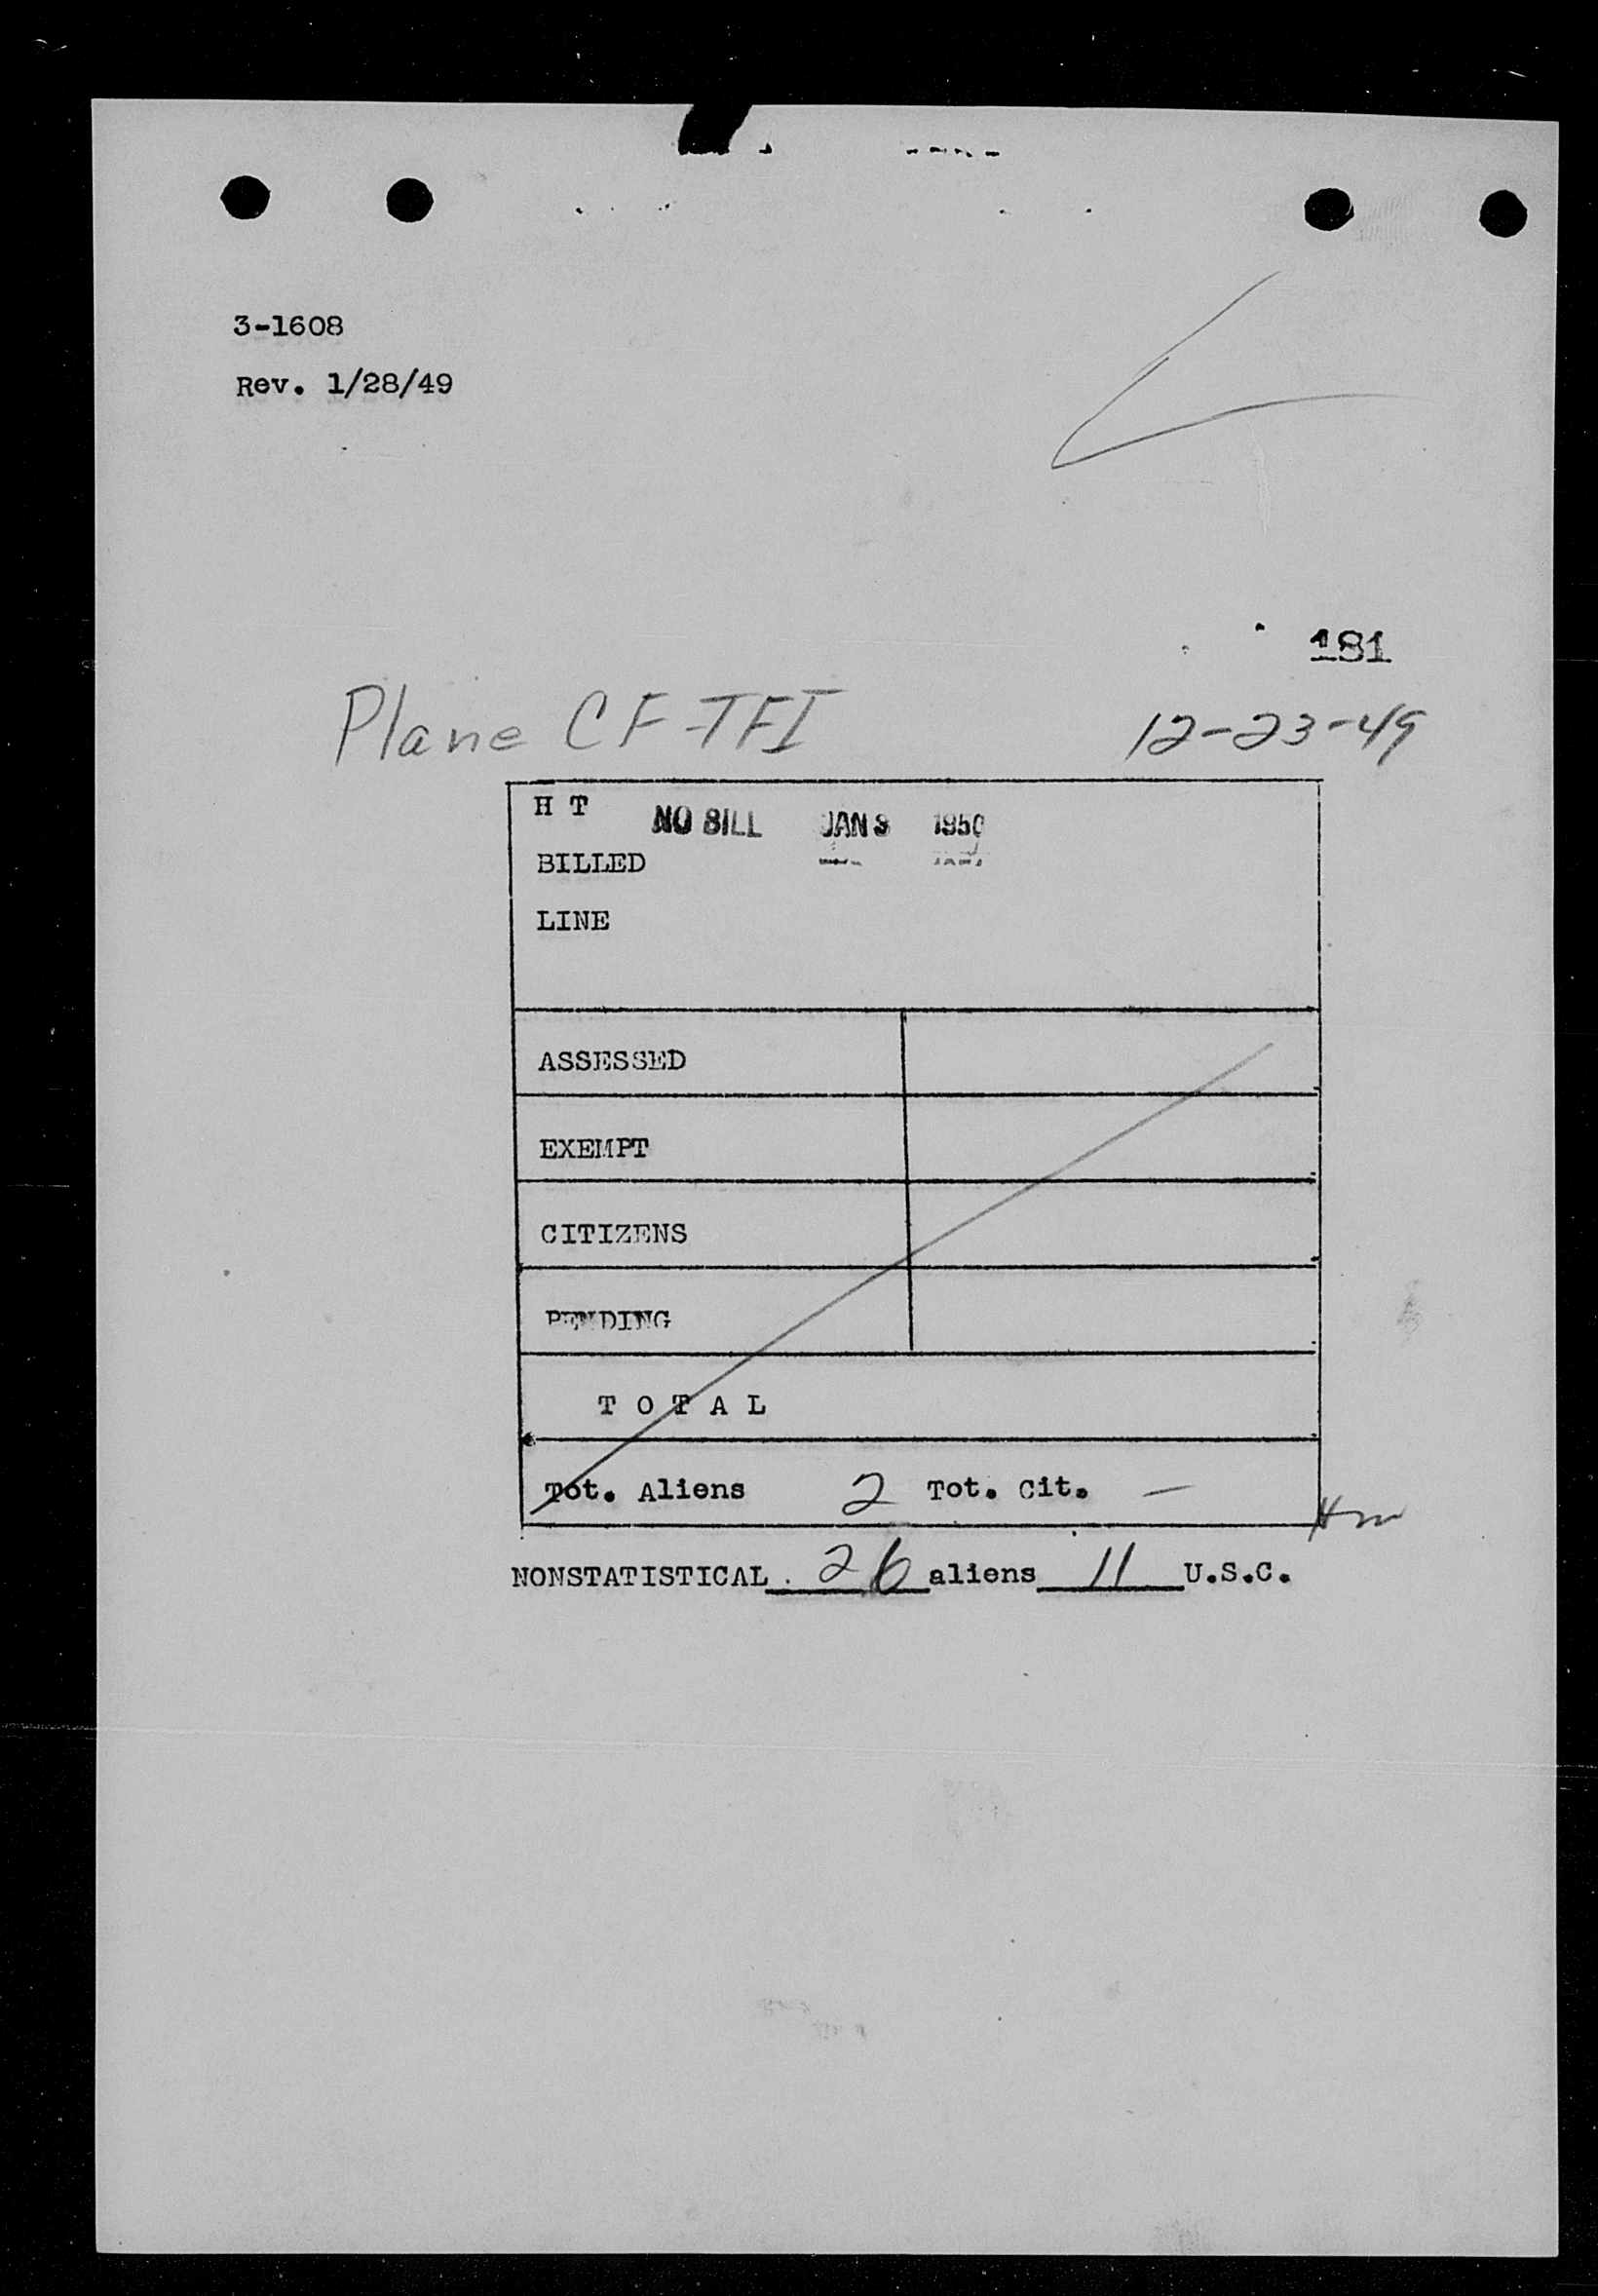 3-1608
Rev. 1/28/49
181
Plane CF-TFI 12-23-49
H T NO BILL JAN 3 1950
BILLED
LINE
ASSESSED
EXEMPT
CITIZENS
PENDING
T O T A L
Tot. Aliens 2 Tot. Cit. —
NONSTATISTICAL 26 aliens 11 U.S.C.